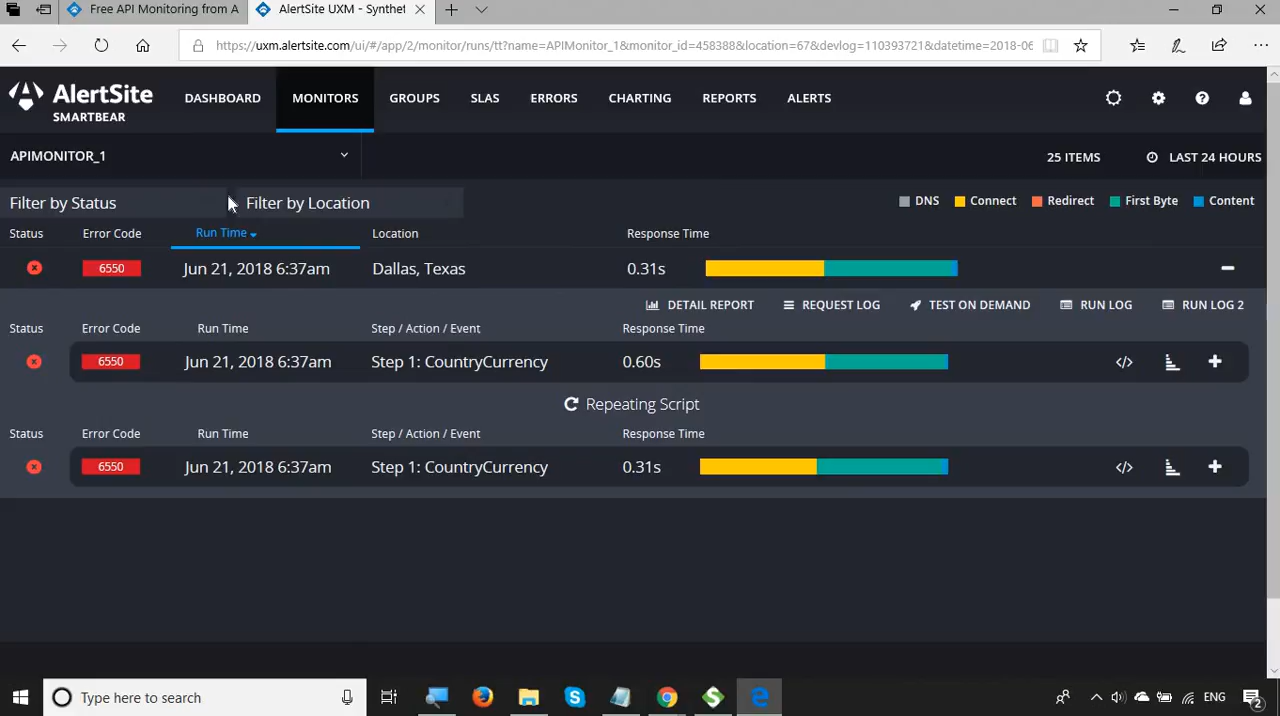 Free API Monitoring from A
AlertSite UXM - Synthet
https://uxm.alertsite.com/ui/#/app/2/monitor/runs/tt?name=APIMonitor_1&monitor_id=458388&location=67&devlog=110393721&datetime=2018-06
AlertSite
SMARTBEAR
DASHBOARD MONITORS GROUPS SLAS ERRORS CHARTING REPORTS ALERTS
APIMONITOR_1 25 ITEMS LAST 24 HOURS
Filter by Status Filter by Location DNS Connect Redirect First Byte Content
Status Error Code Run Time Location Response Time
6550 Jun 21, 2018 6:37am Dallas, Texas 0.31s
DETAIL REPORT REQUEST LOG TEST ON DEMAND RUN LOG RUN LOG 2
Status Error Code Run Time Step / Action / Event Response Time
6550 Jun 21, 2018 6:37am Step 1: CountryCurrency 0.60s </>
Repeating Script
Status Error Code Run Time Step / Action / Event Response Time
6550 Jun 21, 2018 6:37am Step 1: CountryCurrency 0.31s </>
Type here to search ENG 2